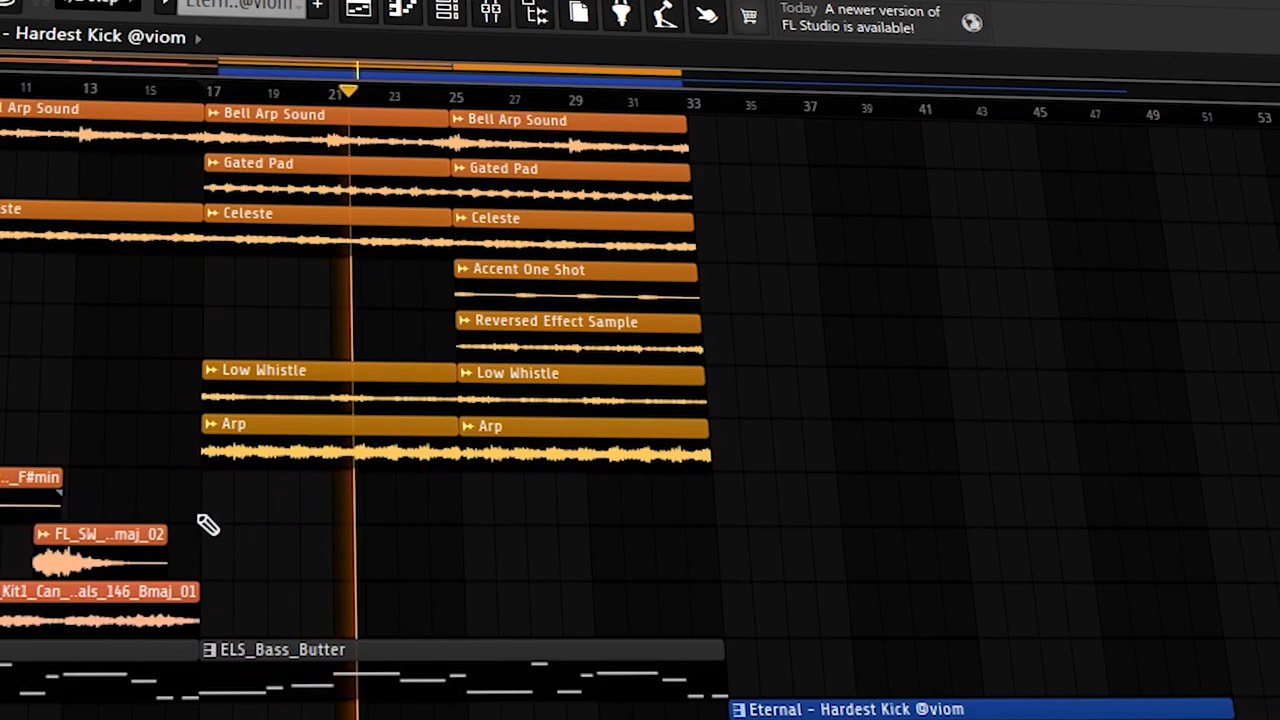 Today A newer version of
FL Studio is available!
- Hardest Kick @viom
11 13 15 17 19 21 23 25 27 29 31 33 35 37 39 41 43 45 47 49 51 53
Arp Sound Bell Arp Sound Bell Arp Sound
Gated Pad Gated Pad
Celeste Celeste
Accent One Shot
Reversed Effect Sample
Low Whistle Low Whistle
Arp Arp
.._F#min
FL_SW_..maj_02
Kit1_Can_..als_146_Bmaj_01
ELS_Bass_Butter
Eternal - Hardest Kick @viom